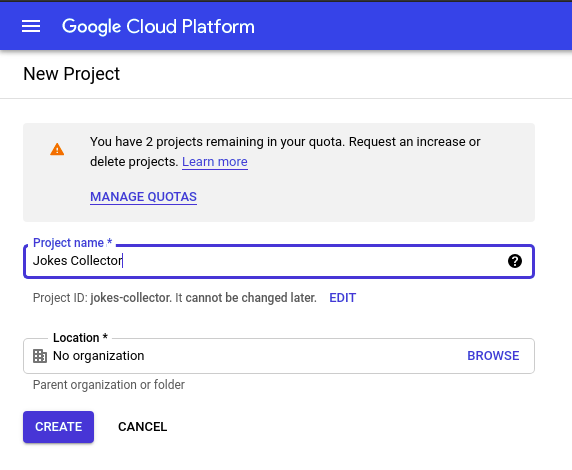 Google Cloud Platform
New Project
You have 2 projects remaining in your quota. Request an increase or
delete projects. Learn more
MANAGE QUOTAS
Project name *
Jokes Collector
Project ID: jokes-collector. It cannot be changed later. EDIT
Location *
No organization BROWSE
Parent organization or folder
CREATE CANCEL